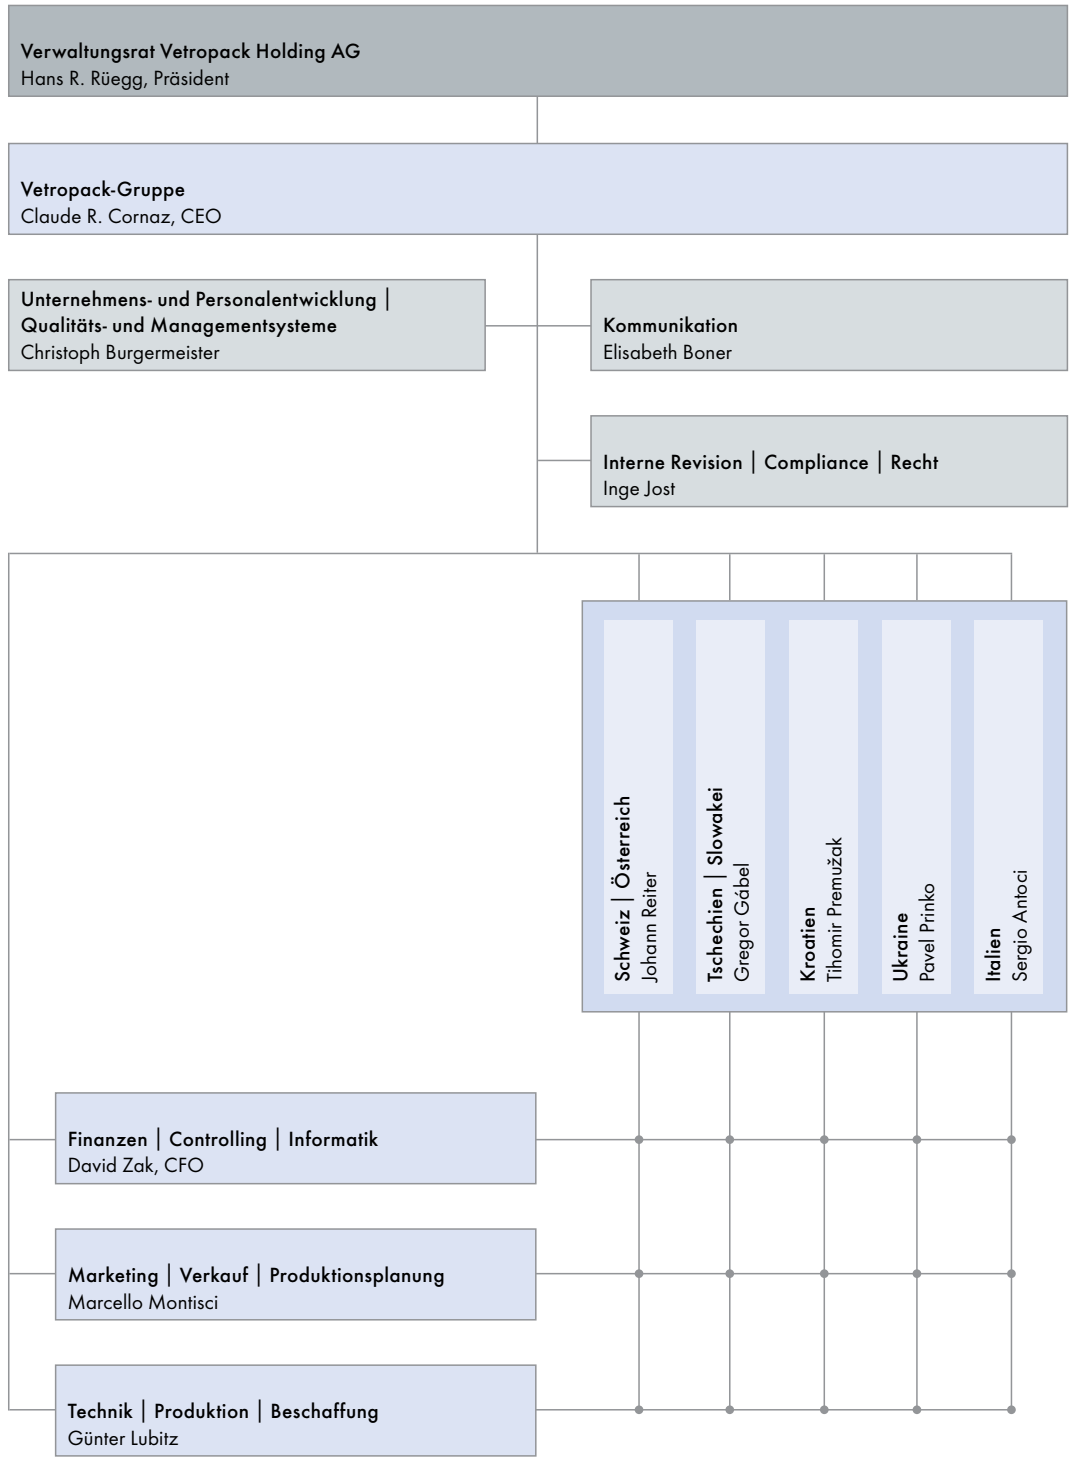 Verwaltungsrat Vetropack Holding AG
Hans R. Rüegg, Präsident
Vetropack-Gruppe
Claude R. Cornaz, CEO
Unternehmens- und Personalentwicklung |
Qualitäts- und Managementsysteme
Christoph Burgermeister
Kommunikation
Elisabeth Boner
Interne Revision | Compliance | Recht
Inge Jost
Schweiz | Österreich
Johann Reiter
Tschechien | Slowakei
Gregor Gábel
Kroatien
Tihomir Premužak
Ukraine
Pavel Prinko
Italien
Sergio Antoci
Finanzen | Controlling | Informatik
David Zak, CFO
Marketing | Verkauf | Produktionsplanung
Marcello Montisci
Technik | Produktion | Beschaffung
Günter Lubitz